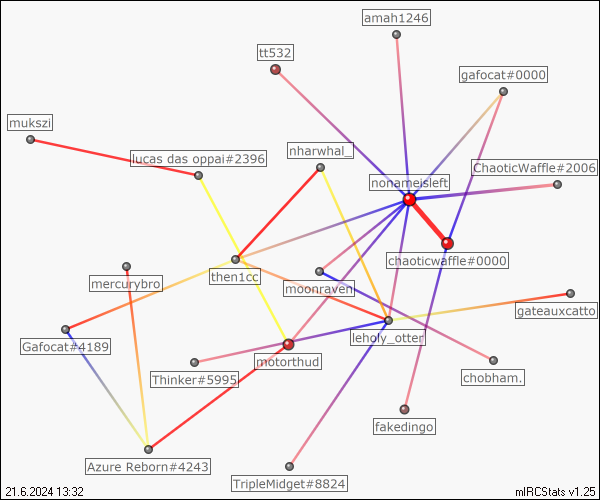 amah1246
tt532
gafocat#0000
mukszi
nharwhal_
lucas das oppai#2396
ChaoticWaffle#2006
nonameisleft
chaoticwaffle#0000
then1cc
mercurybro
moonraven
gateauxcatto
leholy_otter
Gafocat#4189
motorthud
Thinker#5995
chobham.
fakedingo
Azure Reborn#4243
TripleMidget#8824
21.6.2024 13:32
mIRCStats v1.25